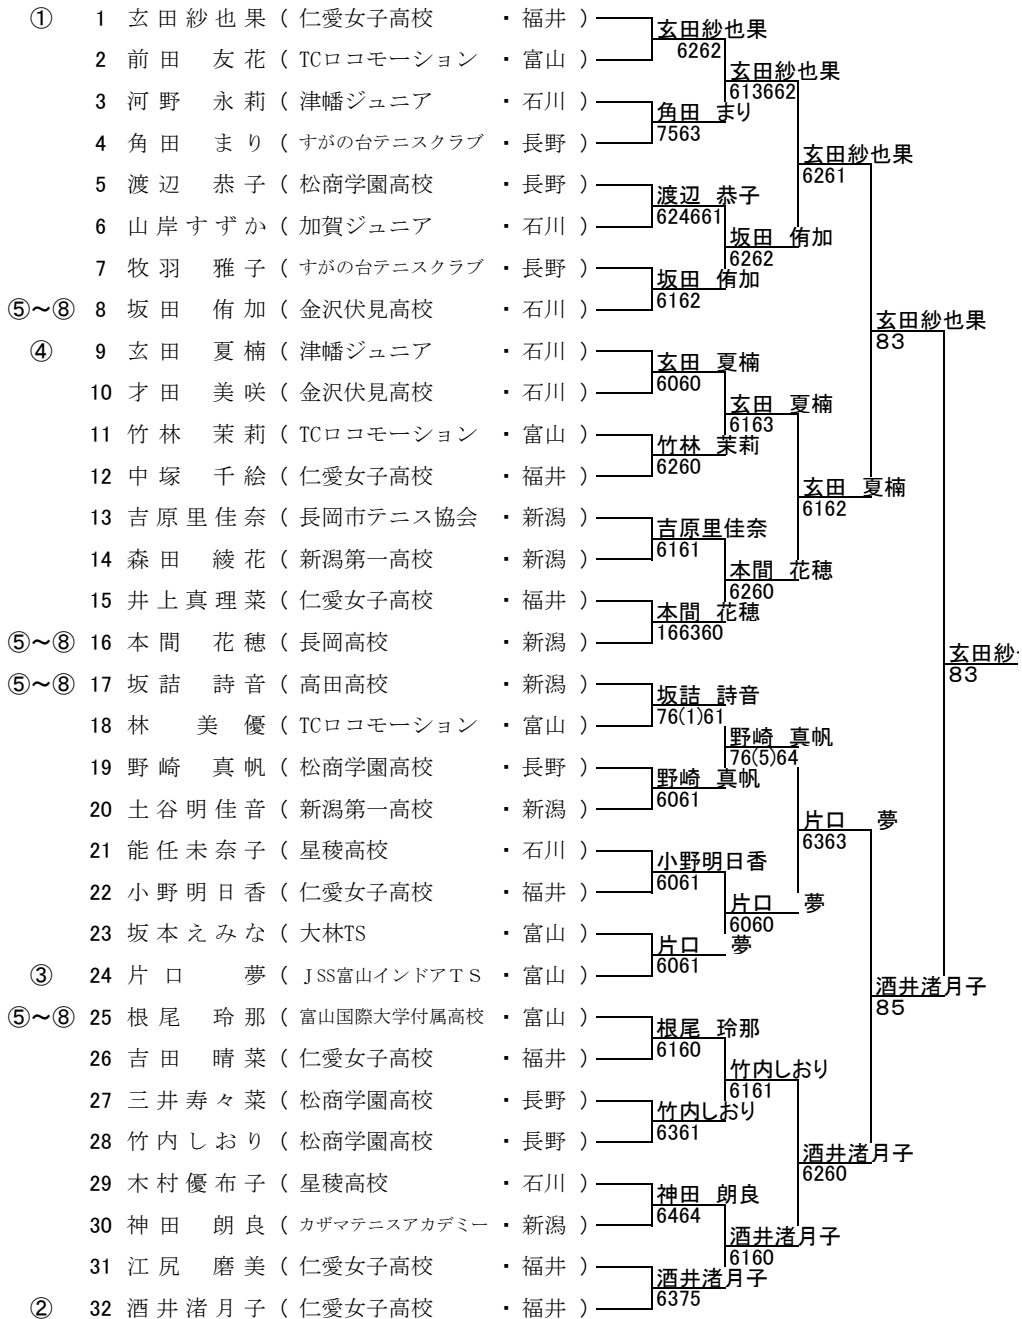 ① 1 玄田紗也果 ( 仁愛女子高校 ・ 福井 )
2 前田 友花 ( TCロコモーション ・ 富山 )
3 河野 永莉 ( 津幡ジュニア ・ 石川 )
4 角田 まり ( すがの台テニスクラブ ・ 長野 )
5 渡辺 恭子 ( 松商学園高校 ・ 長野 )
6 山岸すずか ( 加賀ジュニア ・ 石川 )
7 牧羽 雅子 ( すがの台テニスクラブ ・ 長野 )
⑤～⑧ 8 坂田 侑加 ( 金沢伏見高校 ・ 石川 )
④ 9 玄田 夏楠 ( 津幡ジュニア ・ 石川 )
10 才田 美咲 ( 金沢伏見高校 ・ 石川 )
11 竹林 茉莉 ( TCロコモーション ・ 富山 )
12 中塚 千絵 ( 仁愛女子高校 ・ 福井 )
13 吉原里佳奈 ( 長岡市テニス協会 ・ 新潟 )
14 森田 綾花 ( 新潟第一高校 ・ 新潟 )
15 井上真理菜 ( 仁愛女子高校 ・ 福井 )
⑤～⑧ 16 本間 花穂 ( 長岡高校 ・ 新潟 )
⑤～⑧ 17 坂詰 詩音 ( 高田高校 ・ 新潟 )
18 林 美優 ( TCロコモーション ・ 富山 )
19 野崎 真帆 ( 松商学園高校 ・ 長野 )
20 土谷明佳音 ( 新潟第一高校 ・ 新潟 )
21 能任未奈子 ( 星稜高校 ・ 石川 )
22 小野明日香 ( 仁愛女子高校 ・ 福井 )
23 坂本えみな ( 大林TS ・ 富山 )
③ 24 片口 夢 ( JSS富山インドアＴＳ ・ 富山 )
⑤～⑧ 25 根尾 玲那 ( 富山国際大学付属高校 ・ 富山 )
26 吉田 晴菜 ( 仁愛女子高校 ・ 福井 )
27 三井寿々菜 ( 松商学園高校 ・ 長野 )
28 竹内しおり ( 松商学園高校 ・ 長野 )
29 木村優布子 ( 星稜高校 ・ 石川 )
30 神田 朗良 ( カザマテニスアカデミー ・ 新潟 )
31 江尻 磨美 ( 仁愛女子高校 ・ 福井 )
② 32 酒井渚月子 ( 仁愛女子高校 ・ 福井 )
玄田紗也果
6262
角田 まり
7563
渡辺 恭子
624661
坂田 侑加
6162
玄田 夏楠
6060
竹林 茉莉
6260
吉原里佳奈
6161
本間 花穂
166360
坂詰 詩音
76(1)61
野崎 真帆
6061
小野明日香
6061
片口 夢
6061
根尾 玲那
6160
竹内しおり
6361
神田 朗良
6464
酒井渚月子
6375
玄田紗也果
613662
坂田 侑加
6262
玄田 夏楠
6163
本間 花穂
6260
野崎 真帆
76(5)64
片口 夢
6060
竹内しおり
6161
酒井渚月子
6160
玄田紗也果
6261
玄田 夏楠
6162
片口 夢
6363
酒井渚月子
6260
玄田紗也果
83
酒井渚月子
85
玄田紗
83